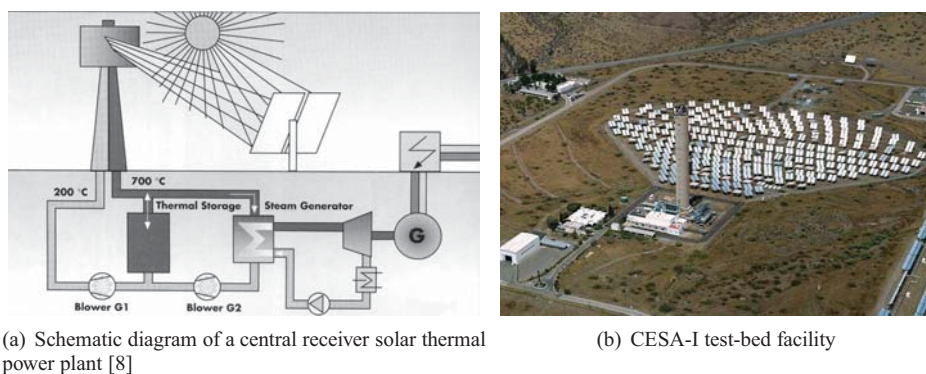 200 °C
700 °C
Thermal Storage
Steam Generator
G
Blower G1
Blower G2
(a) Schematic diagram of a central receiver solar thermal
power plant [8]
(b) CESA-I test-bed facility